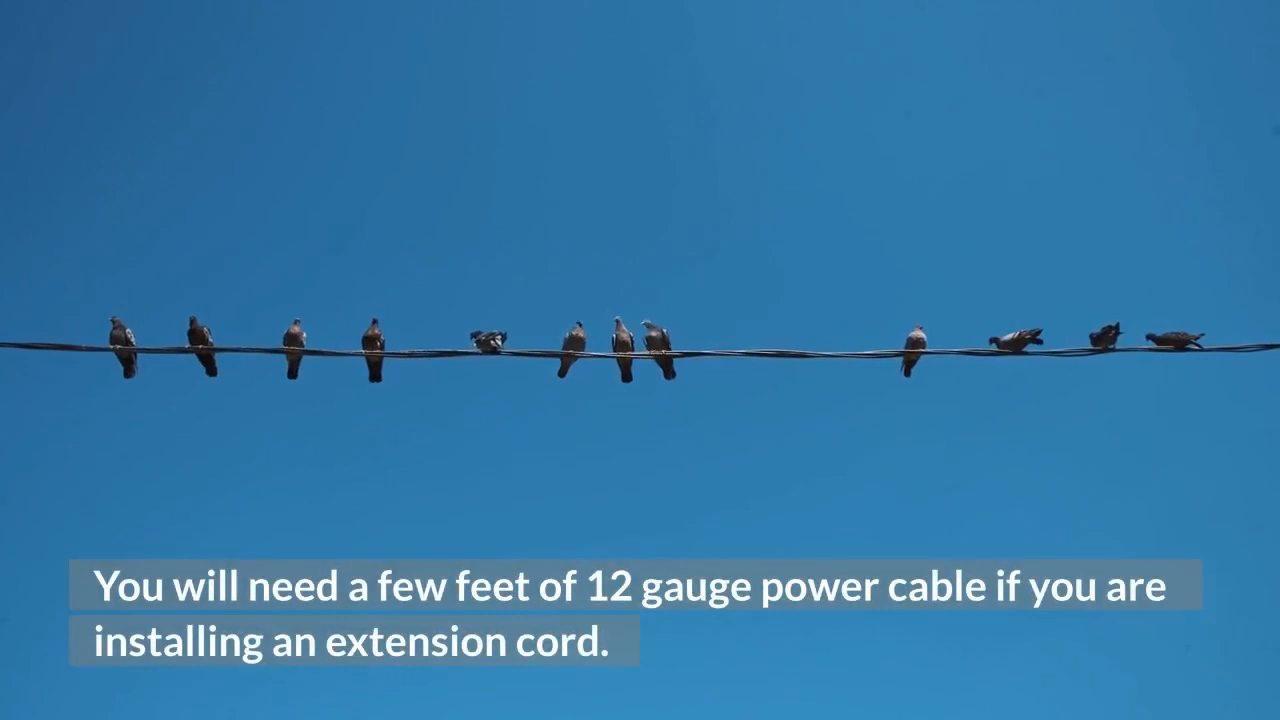 You will need a few feet of 12 gauge power cable if you are
installing an extension cord.